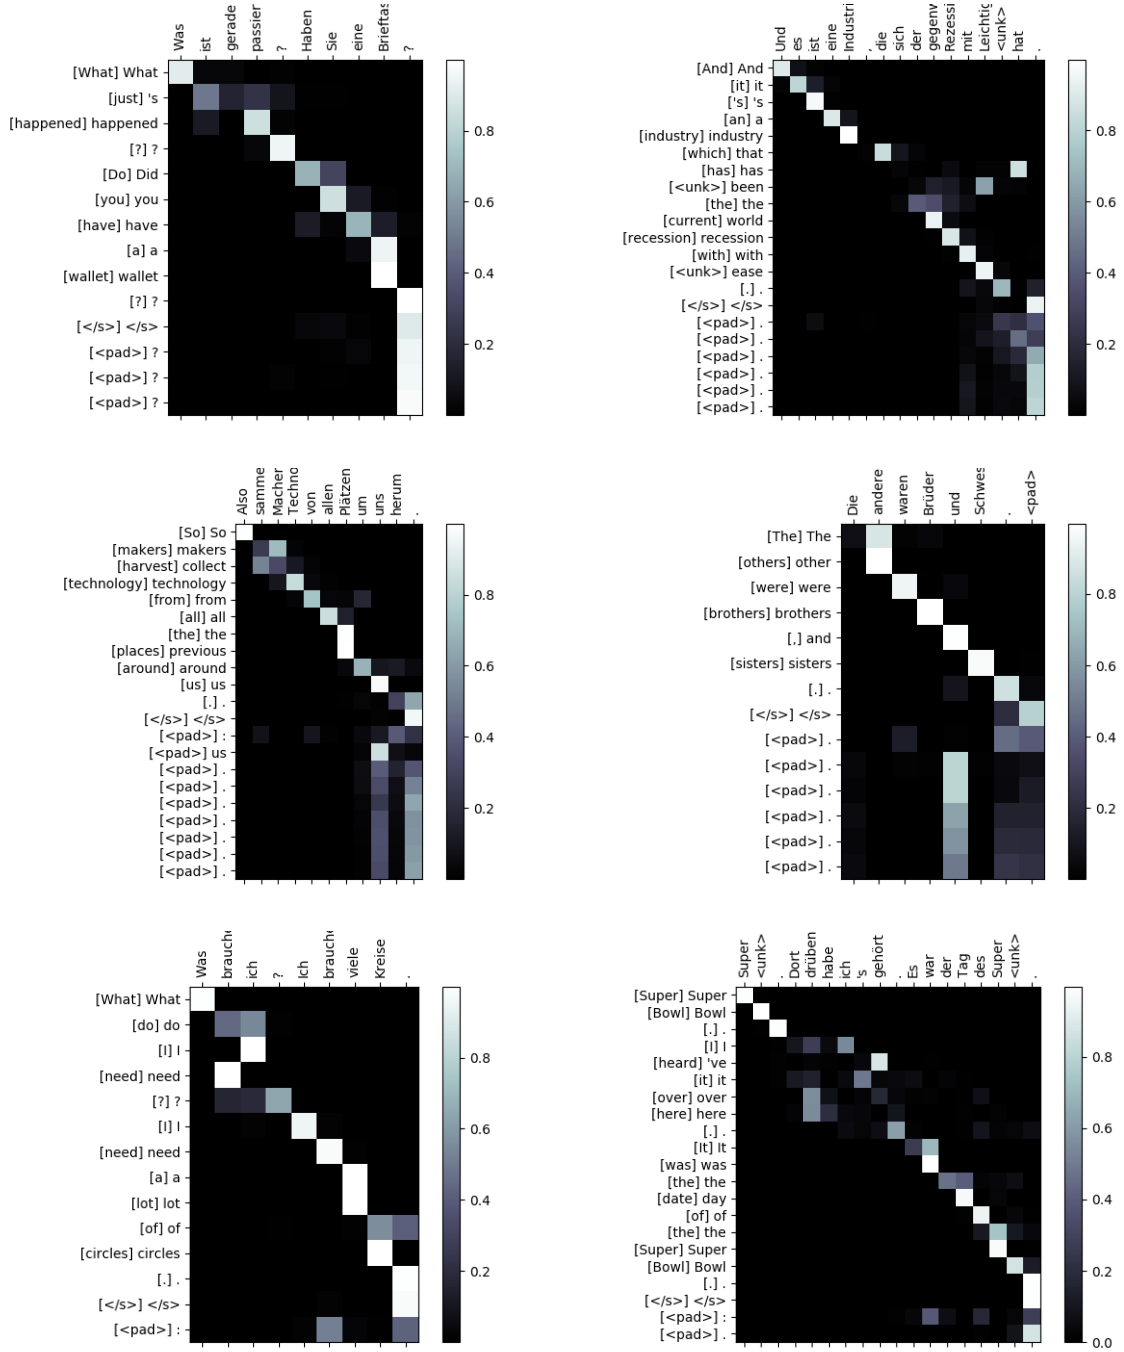 Was ist gerade passier ? Haben Sie eine Brieftas ?
[What] What
[just] 's
[happened] happened
[?] ?
[Do] Did
[you] you
[have] have
[a] a
[wallet] wallet
[?] ?
[</s>] </s>
[<pad>] ?
[<pad>] ?
[<pad>] ?
0.8
0.6
0.4
0.2
Und es ist eine Industri , die sich der gegenw Rezessi mit Leichtig <unk> hat .
[And] And
[it] it
['s] 's
[an] a
[industry] industry
[which] that
[has] has
[<unk>] been
[the] the
[current] world
[recession] recession
[with] with
[<unk>] ease
[.] .
[</s>] </s>
[<pad>] .
[<pad>] .
[<pad>] .
[<pad>] .
[<pad>] .
[<pad>] .
0.8
0.6
0.4
0.2
Also samme Macher Techno von allen Plätzen um uns herum .
[So] So
[makers] makers
[harvest] collect
[technology] technology
[from] from
[all] all
[the] the
[places] previous
[around] around
[us] us
[.] .
[</s>] </s>
[<pad>] :
[<pad>] us
[<pad>] .
[<pad>] .
[<pad>] .
[<pad>] .
[<pad>] .
[<pad>] .
[<pad>] .
0.8
0.6
0.4
0.2
Die andere waren Brüder und Schwes . <pad>
[The] The
[others] other
[were] were
[brothers] brothers
[,] and
[sisters] sisters
[.] .
[</s>] </s>
[<pad>] .
[<pad>] .
[<pad>] .
[<pad>] .
[<pad>] .
[<pad>] .
0.8
0.6
0.4
0.2
Was brauche ich ? Ich brauche viele Kreise .
[What] What
[do] do
[I] I
[need] need
[?] ?
[I] I
[need] need
[a] a
[lot] lot
[of] of
[circles] circles
[.] .
[</s>] </s>
[<pad>] :
0.8
0.6
0.4
0.2
Super <unk> . Dort drüben habe ich 's gehört . Es war der Tag des Super <unk> .
[Super] Super
[Bowl] Bowl
[.] .
[I] I
[heard] 've
[it] it
[over] over
[here] here
[.] .
[It] It
[was] was
[the] the
[date] day
[of] of
[the] the
[Super] Super
[Bowl] Bowl
[.] .
[</s>] </s>
[<pad>] :
[<pad>] .
0.8
0.6
0.4
0.2
0.0